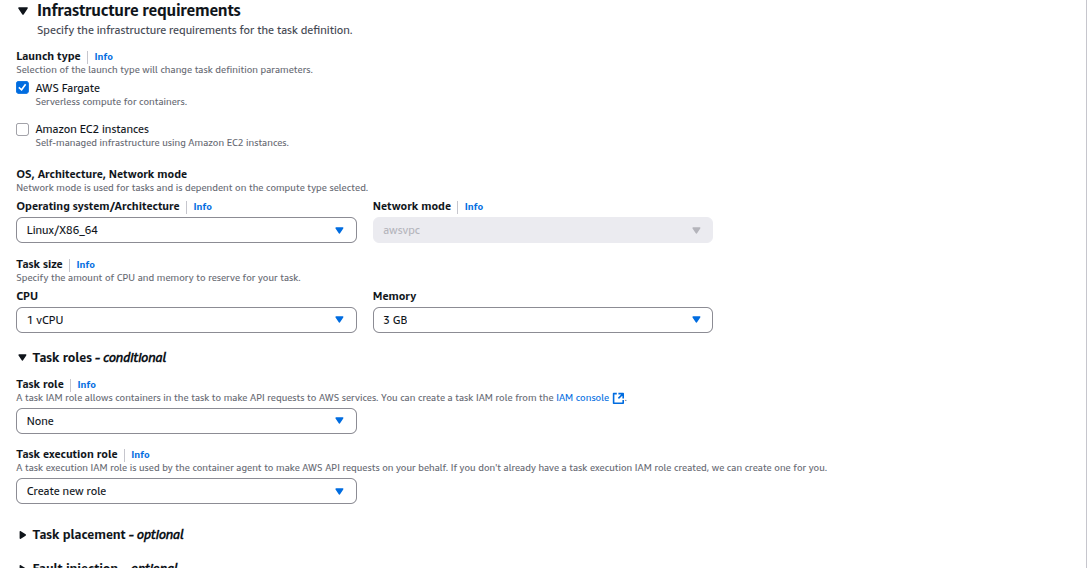 Infrastructure requirements
Specify the infrastructure requirements for the task definition.
Launch type | Info
Selection of the launch type will change task definition parameters.
AWS Fargate
Serverless compute for containers.
Amazon EC2 instances
Self-managed infrastructure using Amazon EC2 instances.
OS, Architecture, Network mode
Network mode is used for tasks and is dependent on the compute type selected.
Operating system/Architecture | Info
Network mode | Info
Linux/X86_64
awsvpc
Task size | Info
Specify the amount of CPU and memory to reserve for your task.
CPU
Memory
1 vCPU
3 GB
Task roles - conditional
Task role | Info
A task IAM role allows containers in the task to make API requests to AWS services. You can create a task IAM role from the IAM console.
None
Task execution role | Info
A task execution IAM role is used by the container agent to make AWS API requests on your behalf. If you don't already have a task execution IAM role created, we can create one for you.
Create new role
Task placement - optional
Fault injection - optional